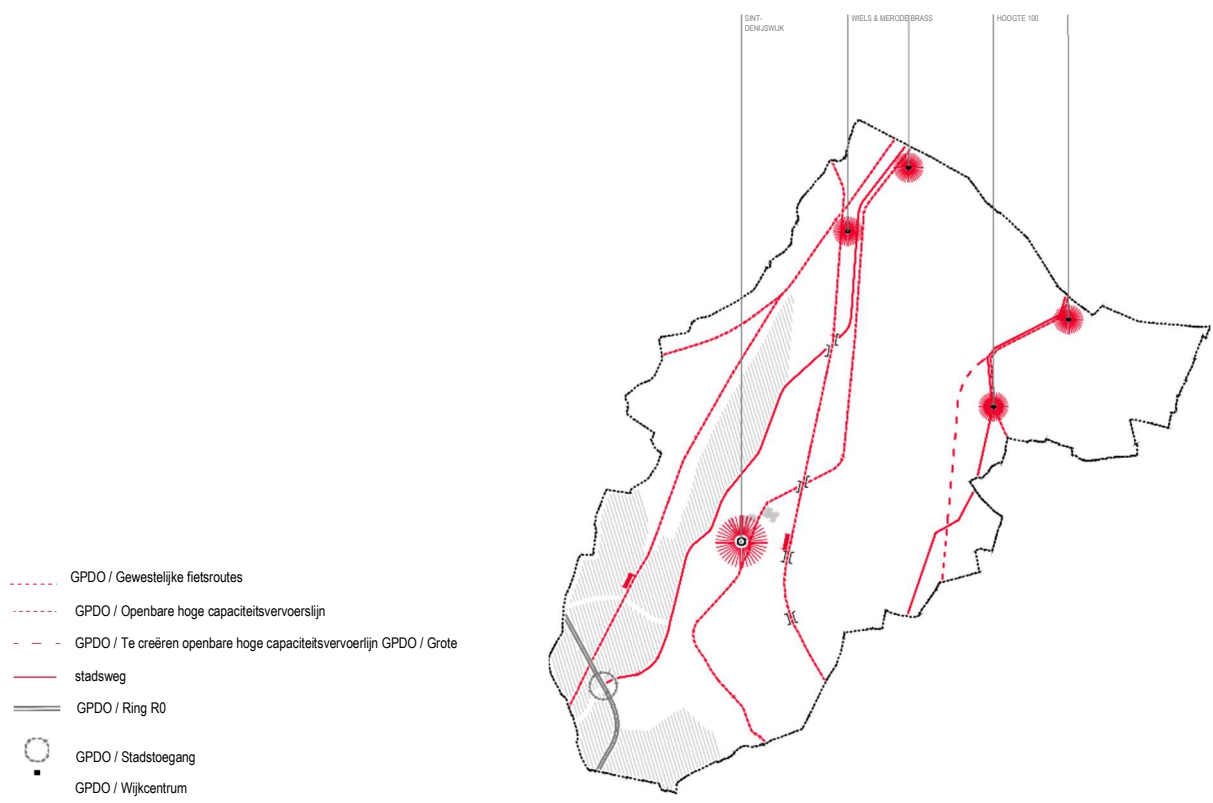 SINT-
DENIJSWIJK
WIELS & MERODE BRASS
HOOGTE 100
GPDO / Gewestelijke fietsroutes
GPDO / Openbare hoge capaciteitsvervoerslijn
GPDO / Te creëren openbare hoge capaciteitsvervoerlijn GPDO / Grote
stadsweg
GPDO / Ring R0
GPDO / Stadstoegang
GPDO / Wijkcentrum